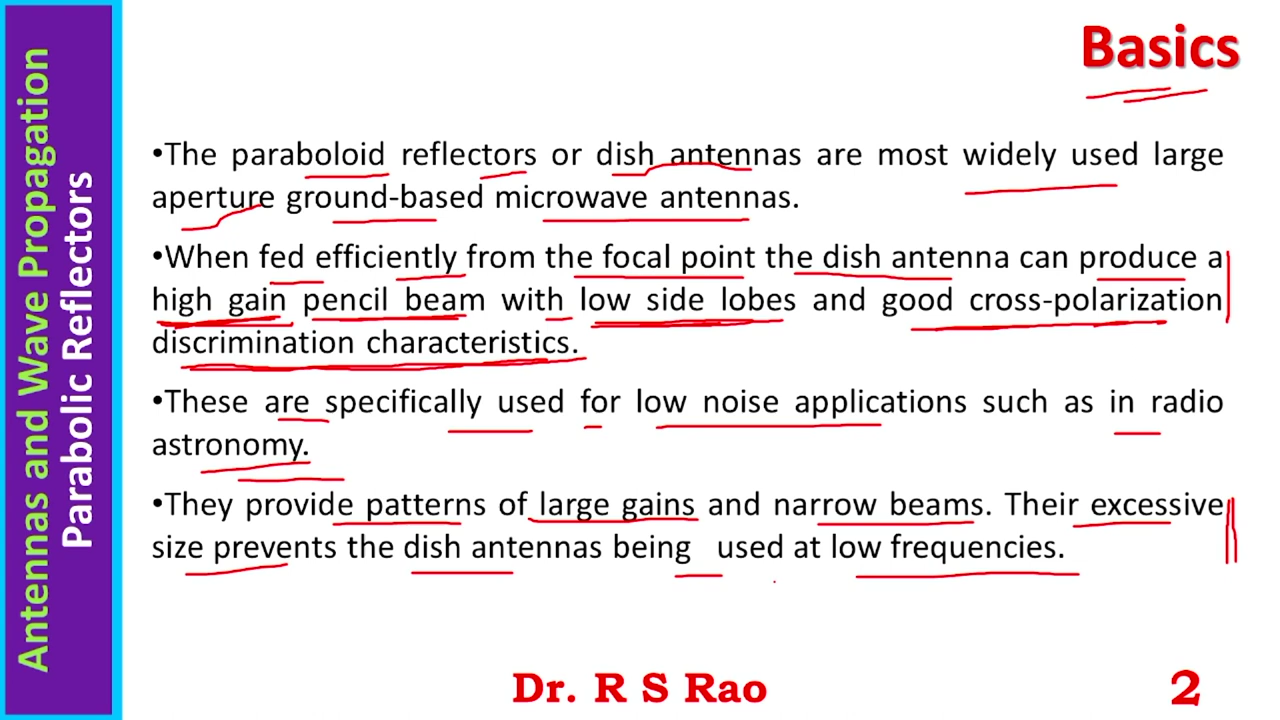 Antennas and Wave Propagation
Parabolic Reflectors
Basics
•The paraboloid reflectors or dish antennas are most widely used large
aperture ground-based microwave antennas.
•When fed efficiently from the focal point the dish antenna can produce a
high gain pencil beam with low side lobes and good cross-polarization
discrimination characteristics.
•These are specifically used for low noise applications such as in radio
astronomy.
•They provide patterns of large gains and narrow beams. Their excessive
size prevents the dish antennas being used at low frequencies.
Dr. R S Rao
2